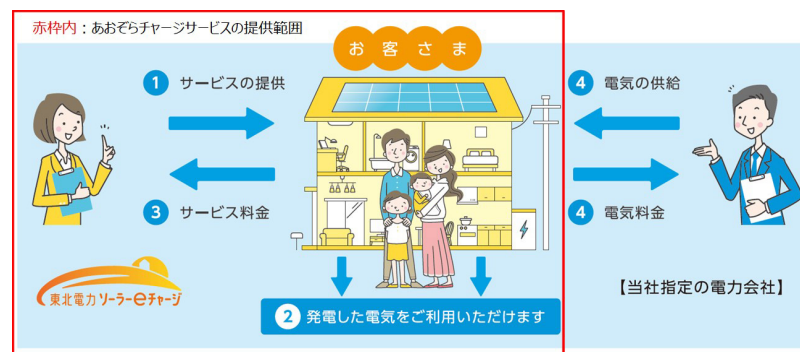 赤枠内：あおぞらチャージサービスの提供範囲
お客さま
① サービスの提供
③ サービス料金
④ 電気の供給
④ 電気料金
東北電力 ソーラーeチャージ
【当社指定の電力会社】
② 発電した電気をご利用いただけます